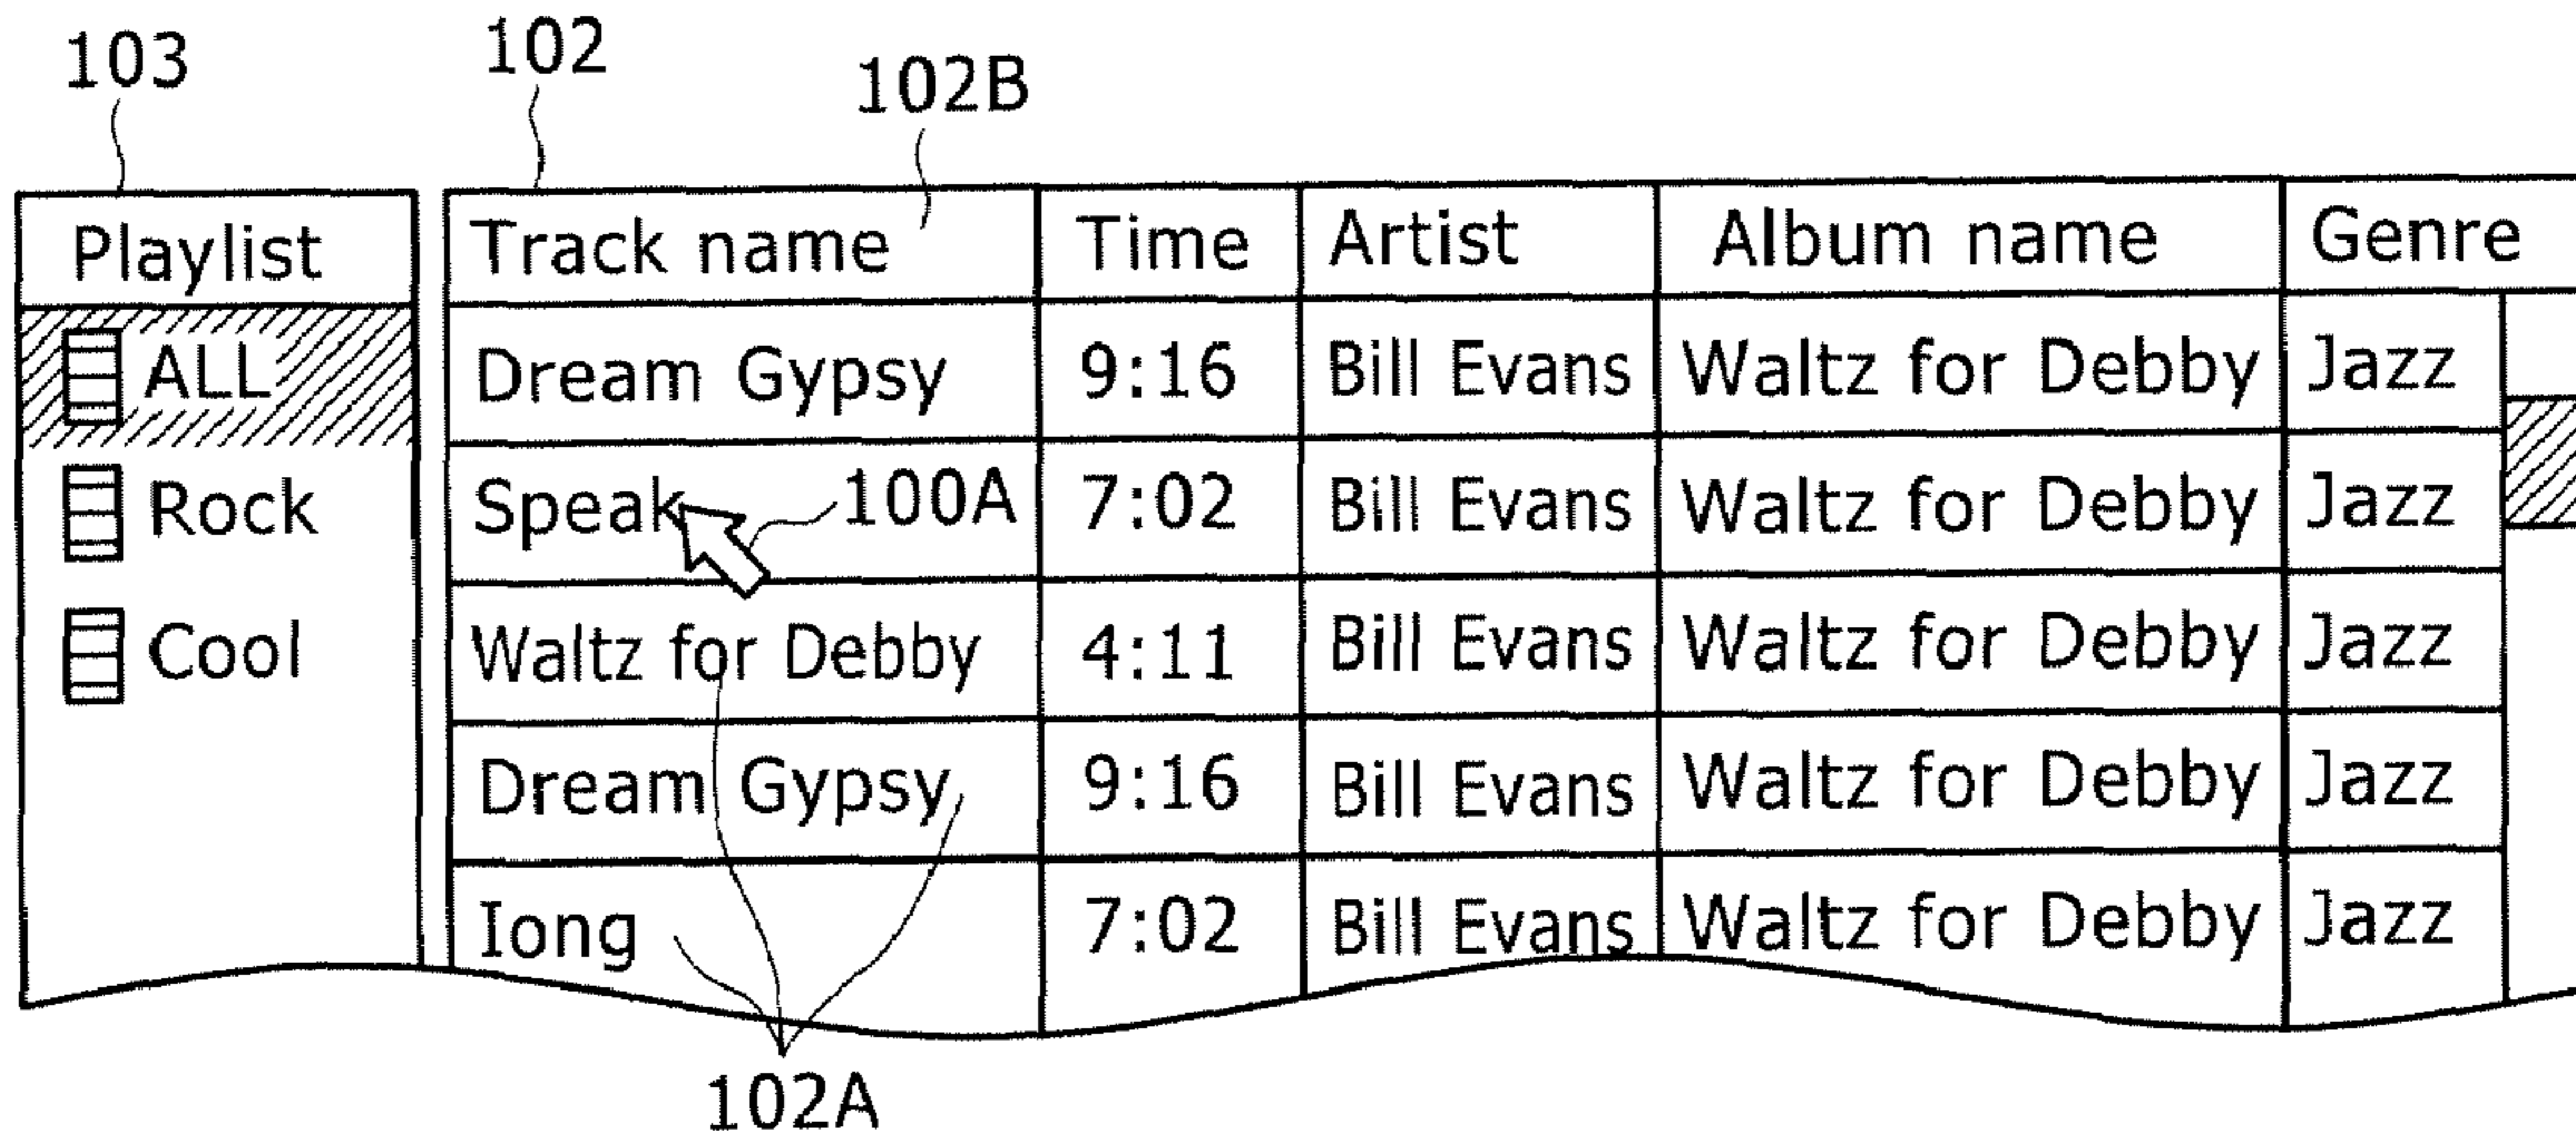 103 102 102B
Playlist Track name Time Artist Album name Genre
ALL Dream Gypsy 9:16 Bill Evans Waltz for Debby Jazz
Rock Speak 100A 7:02 Bill Evans Waltz for Debby Jazz
Cool Waltz for Debby 4:11 Bill Evans Waltz for Debby Jazz
Dream Gypsy 9:16 Bill Evans Waltz for Debby Jazz
Iong 7:02 Bill Evans Waltz for Debby Jazz
102A